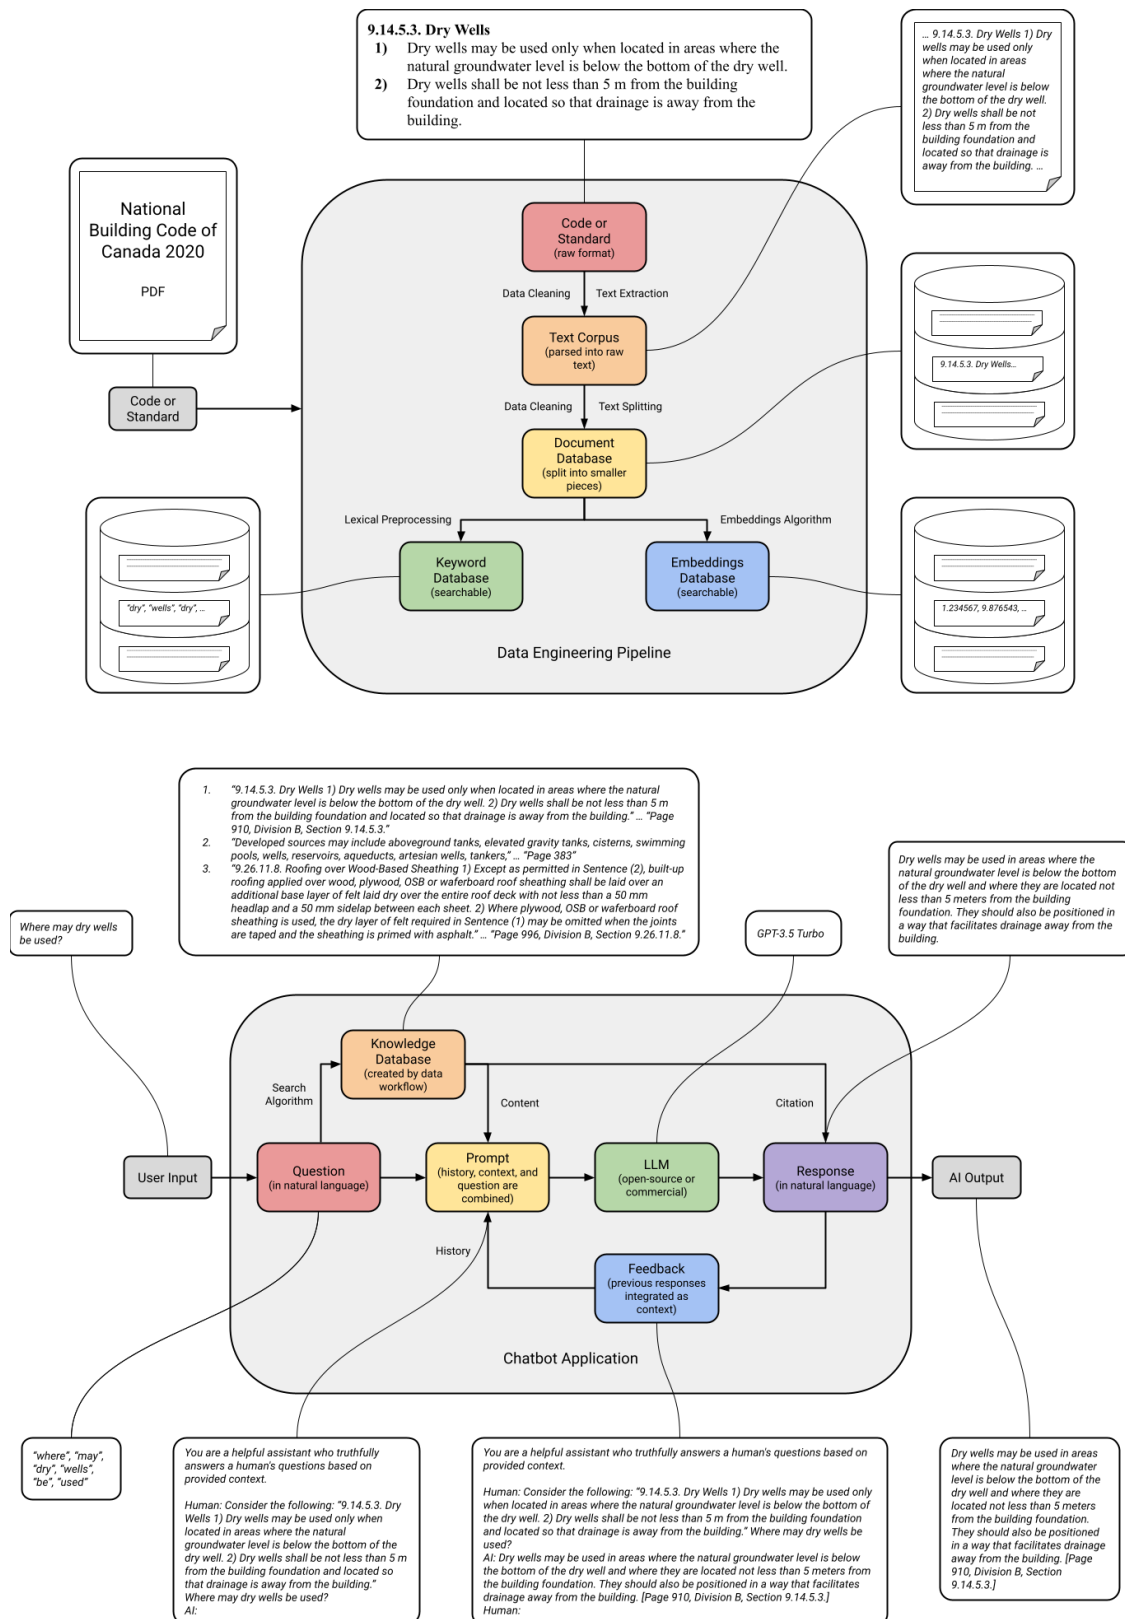 9.14.5.3. Dry Wells
1) Dry wells may be used only when located in areas where the
natural groundwater level is below the bottom of the dry well.
2) Dry wells shall be not less than 5 m from the building
foundation and located so that drainage is away from the
building.
... 9.14.5.3. Dry Wells 1) Dry
wells may be used only
when located in areas
where the natural
groundwater level is below
the bottom of the dry well.
2) Dry wells shall be not
less than 5 m from the
building foundation and
located so that drainage is
away from the building. ...
National
Building Code of
Canada 2020
PDF
Code or
Standard
Code or
Standard
(raw format)
Data Cleaning
Text Extraction
Text Corpus
(parsed into raw
text)
Data Cleaning
Text Splitting
Document
Database
(split into smaller
pieces)
9.14.5.3. Dry Wells...
Lexical Preprocessing
Embeddings Algorithm
Keyword
Database
(searchable)
Embeddings
Database
(searchable)
"dry", "wells", "dry", ...
1.234567, 9.876543, ...
Data Engineering Pipeline
1. "9.14.5.3. Dry Wells 1) Dry wells may be used only when located in areas where the natural
groundwater level is below the bottom of the dry well. 2) Dry wells shall be not less than 5 m
from the building foundation and located so that drainage is away from the building." ... "Page
910, Division B, Section 9.14.5.3."
2. "Developed sources may include aboveground tanks, elevated gravity tanks, cisterns, swimming
pools, wells, reservoirs, aqueducts, artesian wells, tankers," ... "Page 383"
3. "9.26.11.8. Roofing over Wood-Based Sheathing 1) Except as permitted in Sentence (2), built-up
roofing applied over wood, plywood, OSB or waferboard roof sheathing shall be laid over an
additional base layer of felt laid dry over the entire roof deck with not less than a 50 mm
headlap and a 50 mm sidelap between each sheet. 2) Where plywood, OSB or waferboard roof
sheathing is used, the dry layer of felt required in Sentence (1) may be omitted when the joints
are taped and the sheathing is primed with asphalt." ... "Page 996, Division B, Section 9.26.11.8."
Where may dry wells
be used?
GPT-3.5 Turbo
Dry wells may be used in areas where the
natural groundwater level is below the bottom
of the dry well and where they are located not
less than 5 meters from the building
foundation. They should also be positioned in
a way that facilitates drainage away from the
building.
Knowledge
Database
(created by data
workflow)
Search
Algorithm
Content
Citation
User Input
Question
(in natural language)
Prompt
(history, context, and
question are
combined)
LLM
(open-source or
commercial)
Response
(in natural language)
AI Output
History
Feedback
(previous responses
integrated as
context)
Chatbot Application
"where", "may",
"dry", "wells",
"be", "used"
You are a helpful assistant who truthfully
answers a human's questions based on
provided context.
Human: Consider the following: "9.14.5.3. Dry
Wells 1) Dry wells may be used only when
located in areas where the natural
groundwater level is below the bottom of the
dry well. 2) Dry wells shall be not less than 5 m
from the building foundation and located so
that drainage is away from the building."
Where may dry wells be used?
AI:
You are a helpful assistant who truthfully answers a human's questions based on
provided context.
Human: Consider the following: "9.14.5.3. Dry Wells 1) Dry wells may be used only
when located in areas where the natural groundwater level is below the bottom of
the dry well. 2) Dry wells shall be not less than 5 m from the building foundation
and located so that drainage is away from the building." Where may dry wells be
used?
AI: Dry wells may be used in areas where the natural groundwater level is below
the bottom of the dry well and where they are located not less than 5 meters from
the building foundation. They should also be positioned in a way that facilitates
drainage away from the building. [Page 910, Division B, Section 9.14.5.3.]
Human:
Dry wells may be used in areas
where the natural groundwater
level is below the bottom of the
dry well and where they are
located not less than 5 meters
from the building foundation.
They should also be positioned
in a way that facilitates drainage
away from the building. [Page
910, Division B, Section
9.14.5.3.]